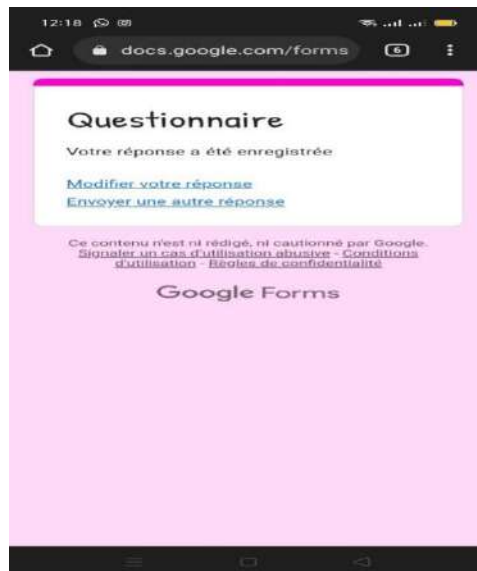 12:18
docs.google.com/forms 6
Questionnaire
Votre réponse a été enregistrée
Modifier votre réponse
Envoyer une autre réponse
Ce contenu n'est ni rédigé, ni cautionné par Google.
Signaler un cas d'utilisation abusive - Conditions
d'utilisation - Règles de confidentialité
Google Forms